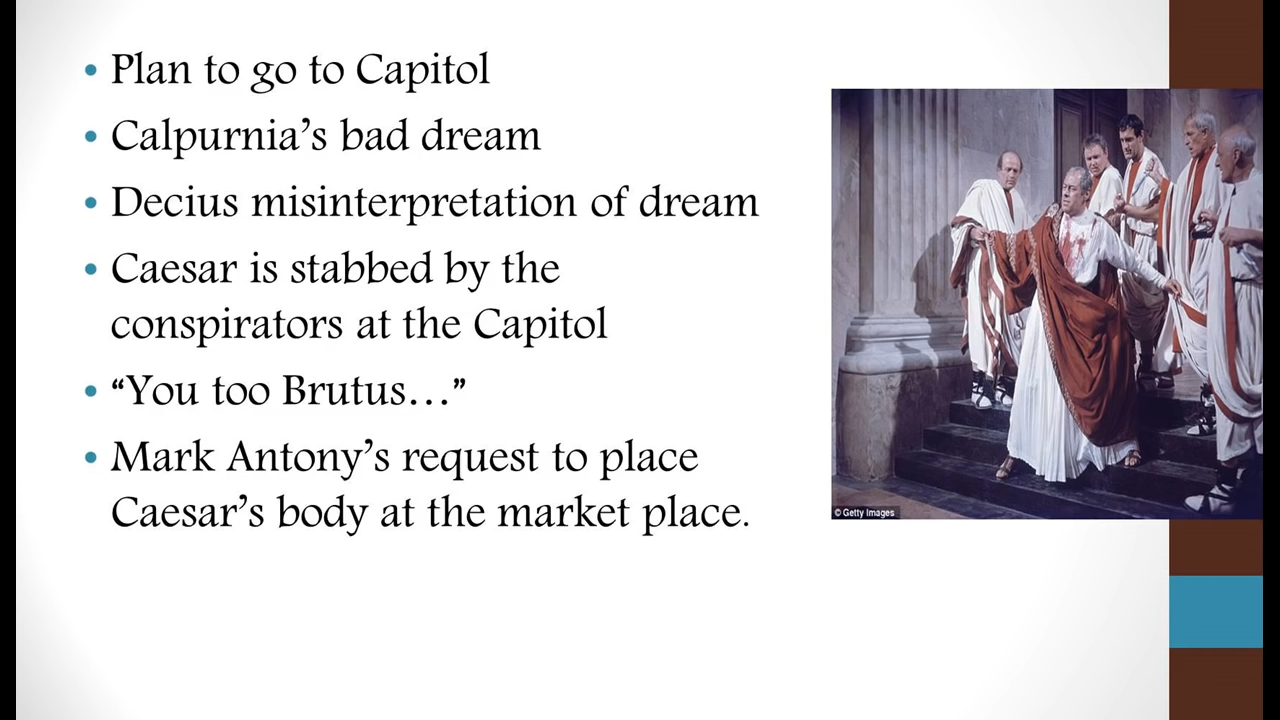 • Plan to go to Capitol
• Calpurnia’s bad dream
• Decius misinterpretation of dream
• Caesar is stabbed by the
conspirators at the Capitol
• “You too Brutus…”
• Mark Antony’s request to place
Caesar’s body at the market place.
© Getty Images